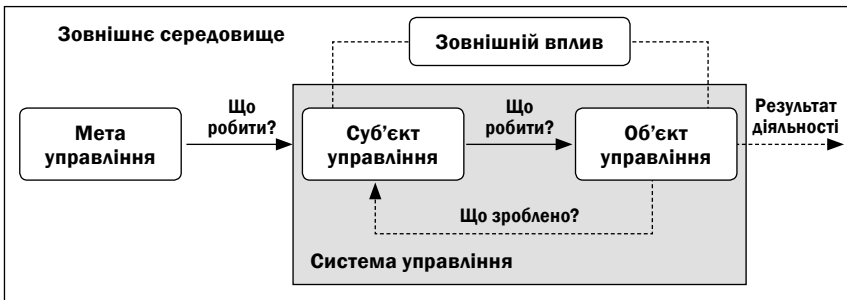 Зовнішнє середовище
Зовнішній вплив
Мета
управління
Що
робити?
Суб’єкт
управління
Що
робити?
Об’єкт
управління
Результат
діяльності
Що зроблено?
Система управління